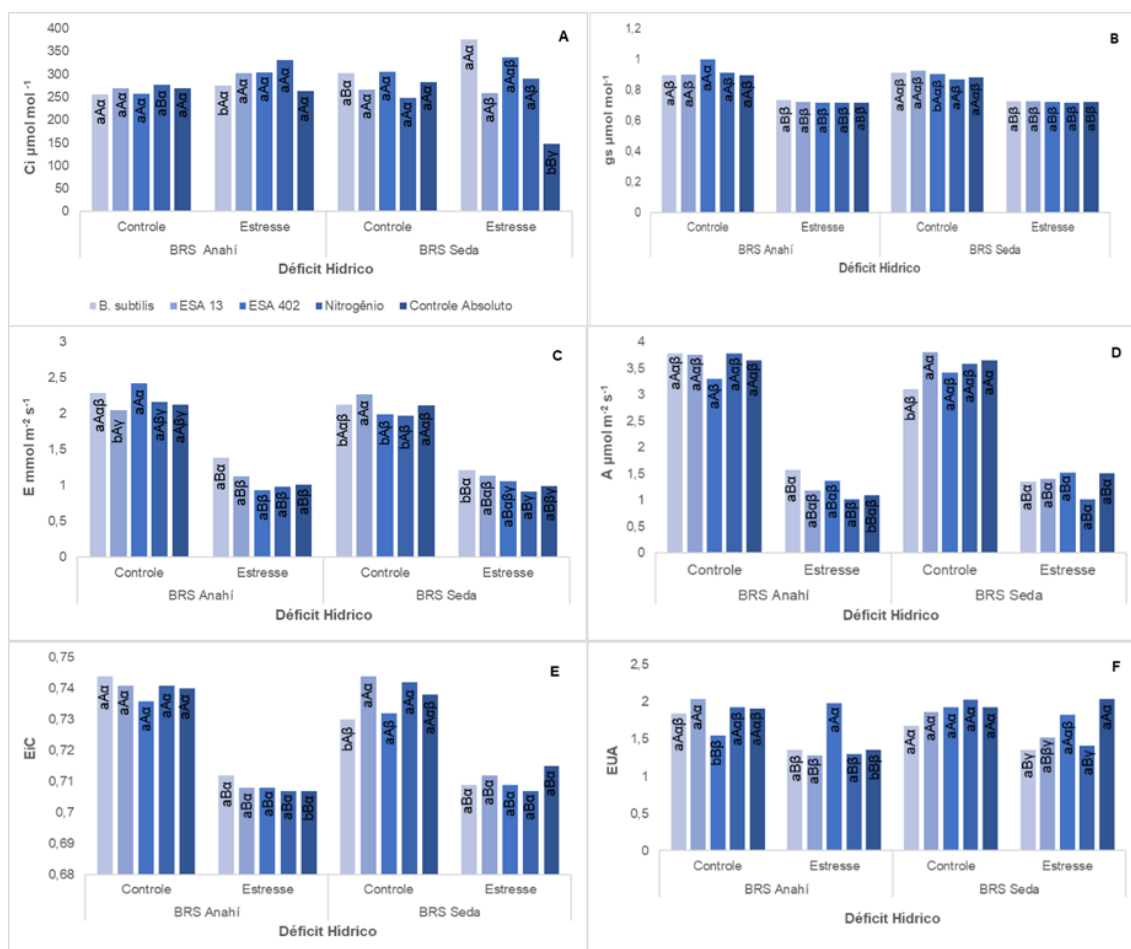 A
Ci µmol mol ⁻¹
400
350
300
250
200
150
100
50
0
aAα aAα aAα aBα aAα
bAα aAα aAα aAα aAα
aBα aAα aAα aAα aAα
aAα aAβ aAαβ aAβ bBγ
Controle Estresse Controle Estresse
BRS Anahí BRS Seda
Déficit Hídrico
B. subtilis ESA 13 ESA 402 Nitrogênio Controle Absoluto
B
gs µmol mol⁻¹
1,2
1
0,8
0,6
0,4
0,2
0
aAβ aAβ aAα aAβ aAβ
aBβ aBβ aBβ aBβ aBβ
aAαβ aAαβ bAαβ aAβ aAαβ
aBβ aBβ aBβ aBβ aBβ
Controle Estresse Controle Estresse
BRS Anahí BRS Seda
Déficit Hídrico
C
E mmol m⁻² s⁻¹
3
2,5
2
1,5
1
0,5
0
aAαβ bAγ aAα aAβγ aAβγ
aBα aBβ aBβ aBβ aBβ
bAαβ aAα bAβ bAβ aAαβ
bBα aBαβ aBαβγ aBγ aBβγ
Controle Estresse Controle Estresse
BRS Anahí BRS Seda
Déficit Hídrico
D
A µmol m⁻² s⁻¹
4
3,5
3
2,5
2
1,5
1
0,5
0
aAαβ aAαβ aAβ aAαβ aAαβ
aBα aBαβ aBαβ aBβ bBαβ
bAβ aAα aAαβ aAαβ aAα
aBα aBα aBα aBα aBα
Controle Estresse Controle Estresse
BRS Anahí BRS Seda
Déficit Hídrico
E
EiC
0,75
0,74
0,73
0,72
0,71
0,7
0,69
0,68
aAα aAα aAα aAα aAα
aBα aBα aBα aBα bBα
bAβ aAα aAβ aAα aAαβ
aBα aBα aBα aBα aBα
Controle Estresse Controle Estresse
BRS Anahí BRS Seda
Déficit Hídrico
F
EUA
2,5
2
1,5
1
0,5
0
aAαβ aAα bBβ aAαβ aAαβ
aBβ aBβ aAα aBβ bBβ
aAα aAα aAα aAα aAα
aBγ aBβγ aAαβ aBγ aAα
Controle Estresse Controle Estresse
BRS Anahí BRS Seda
Déficit Hídrico